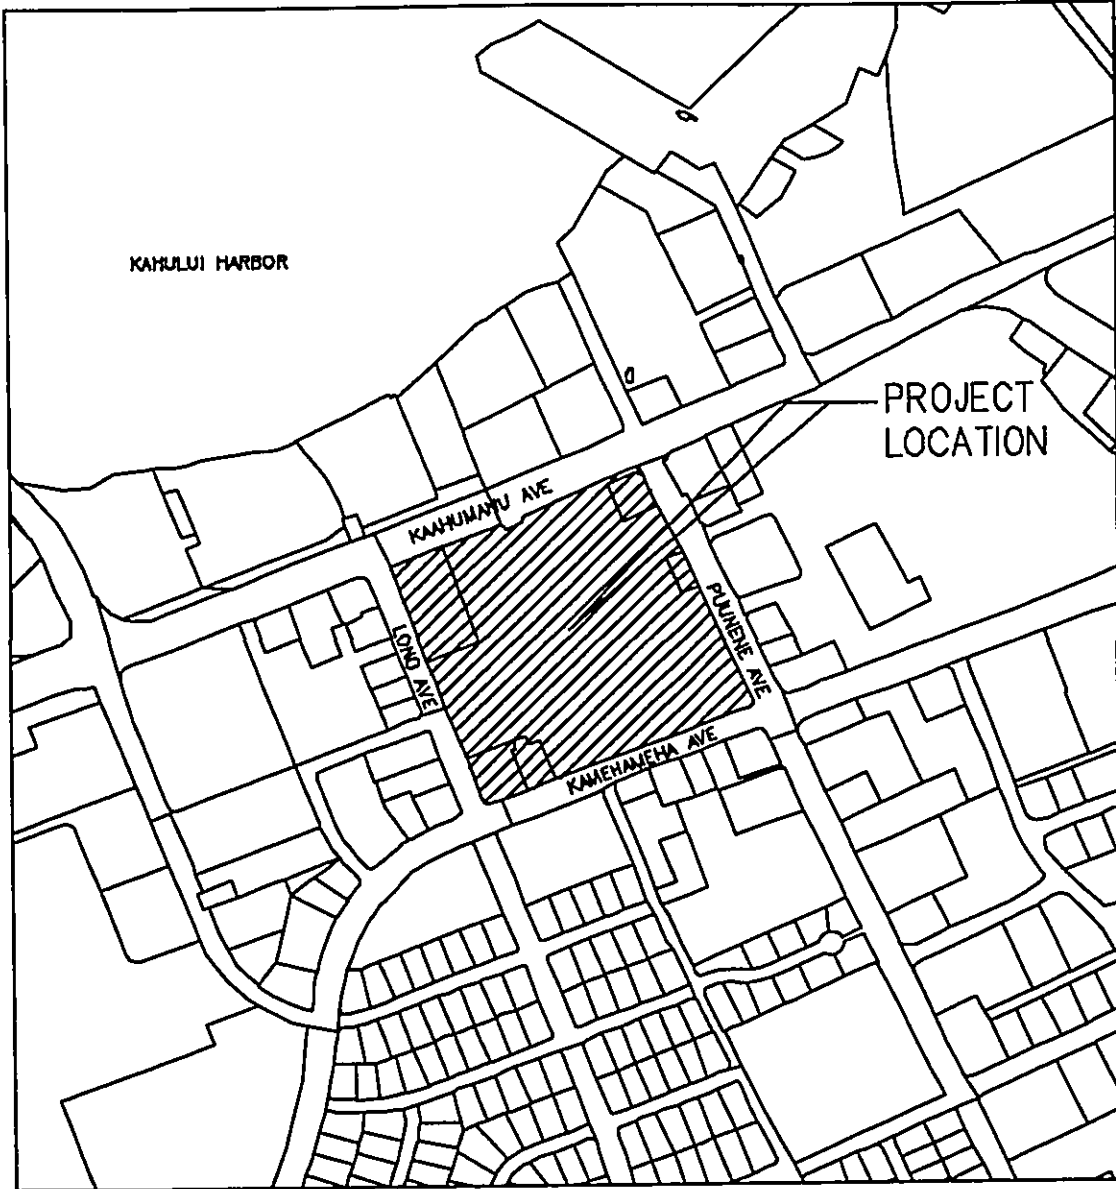 KAHULUI HARBOR
PROJECT
LOCATION
KAAHUMANU AVE
LONO AVE
PUUNENE AVE
KAMEHAMEHA AVE